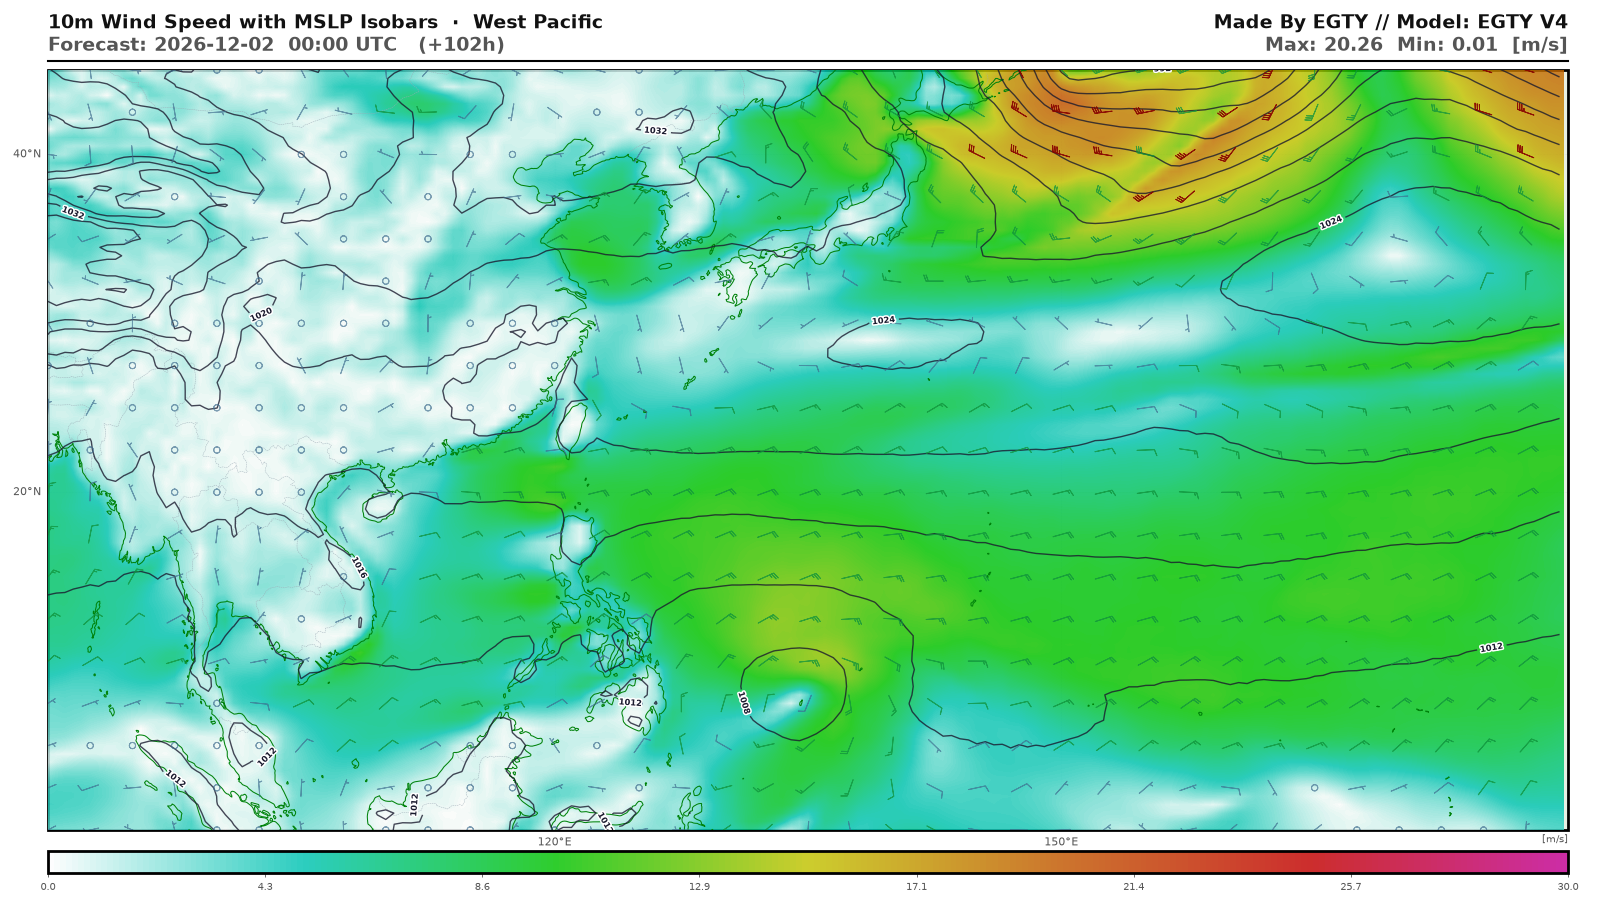 10m Wind Speed with MSLP Isobars · West Pacific
Made By EGTY // Model: EGTY V4
Forecast: 2026-12-02 00:00 UTC (+102h)
Max: 20.26 Min: 0.01 [m/s]
1032
40°N
1032
1024
1020
1024
20°N
1016
1012
1012
1008
1012
1012
1012
120°E
150°E
[m/s]
0.0
4.3
8.6
12.9
17.1
21.4
25.7
30.0